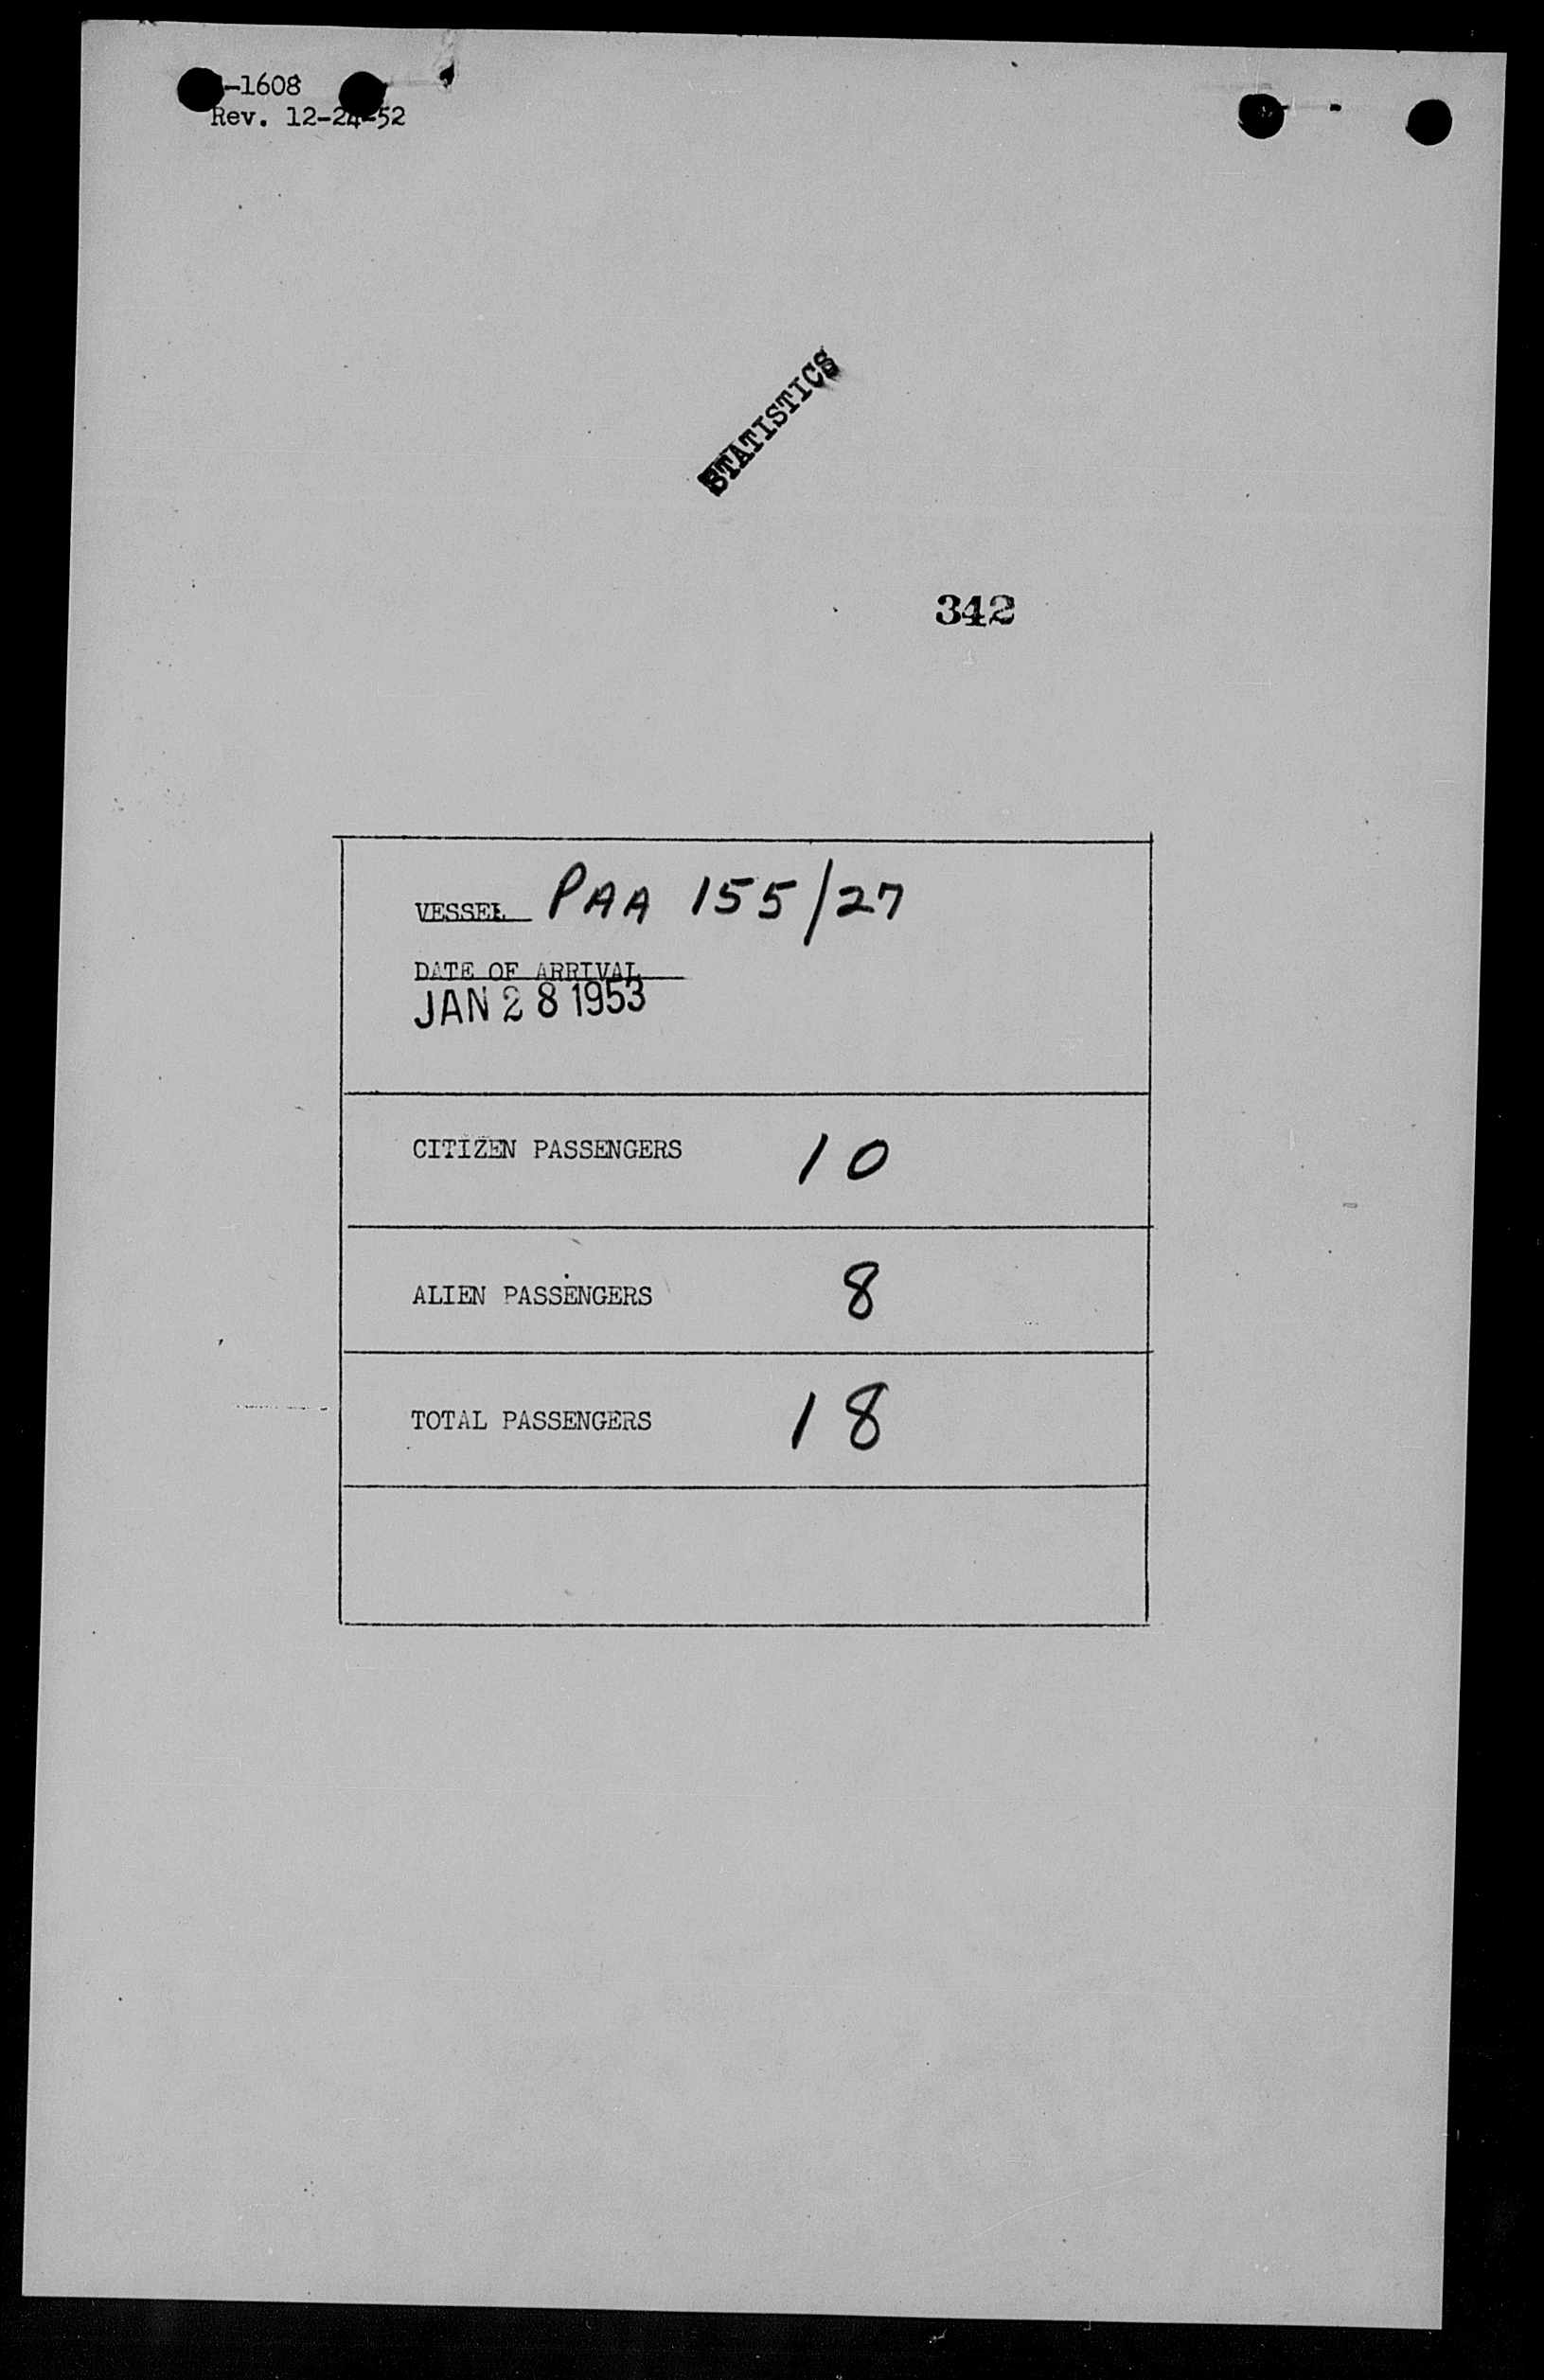 -1608
Rev. 12-24-52
STATISTICS
342
VESSEL PAA 155/27
DATE OF ARRIVAL
JAN 28 1953
CITIZEN PASSENGERS 10
ALIEN PASSENGERS 8
TOTAL PASSENGERS 18